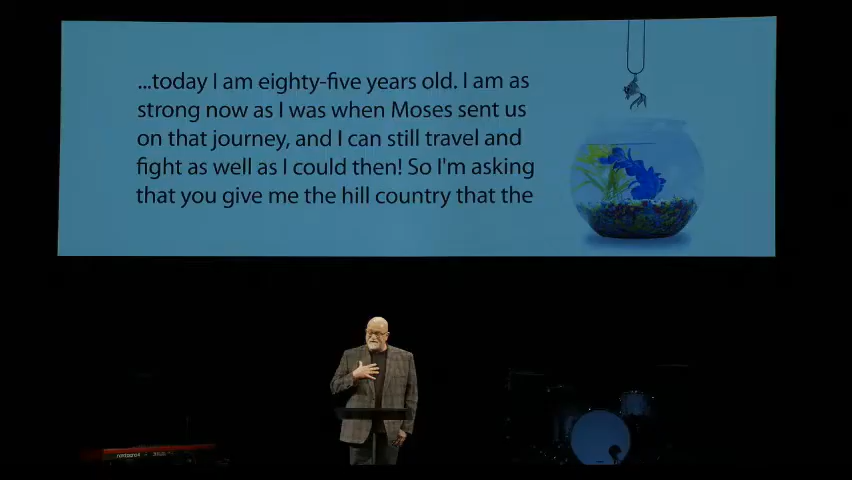 ...today I am eighty-five years old. I am as
strong now as I was when Moses sent us
on that journey, and I can still travel and
fight as well as I could then! So I'm asking
that you give me the hill country that the